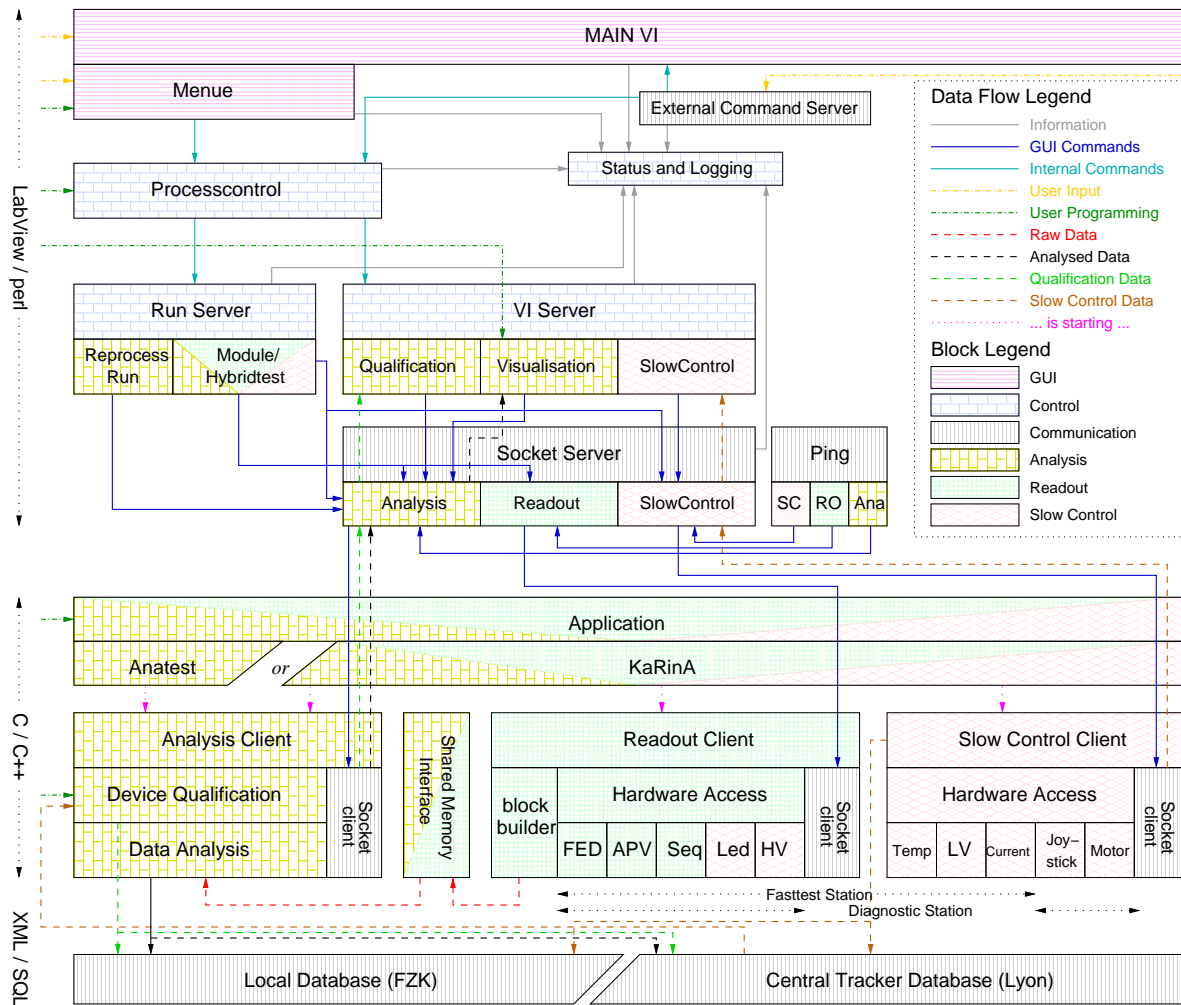 MAIN VI
Menue
External Command Server
Processcontrol
Status and Logging
LabView / perl
Run Server
VI Server
Reprocess
Run
Module/
Hybridtest
Qualification
Visualisation
SlowControl
Socket Server
Ping
Analysis
Readout
SlowControl
SC
RO
Ana
Data Flow Legend
Information
GUI Commands
Internal Commands
User Input
User Programming
Raw Data
Analysed Data
Qualification Data
Slow Control Data
... is starting ...
Block Legend
GUI
Control
Communication
Analysis
Readout
Slow Control
C / C++
Application
Anatest
or
KaRinA
Analysis Client
Device Qualification
Data Analysis
Socket
client
Shared Memory
Interface
Readout Client
block
builder
Hardware Access
FED
APV
Seq
Led
HV
Socket
client
Slow Control Client
Hardware Access
Temp
LV
Current
Joy–
stick
Motor
Socket
client
Fasttest Station
Diagnostic Station
XML / SQL
Local Database (FZK)
Central Tracker Database (Lyon)